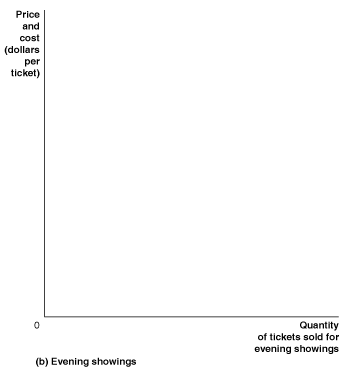 Price
and
cost
(dollars
per
ticket)
0
Quantity
of tickets sold for
evening showings
(b) Evening showings